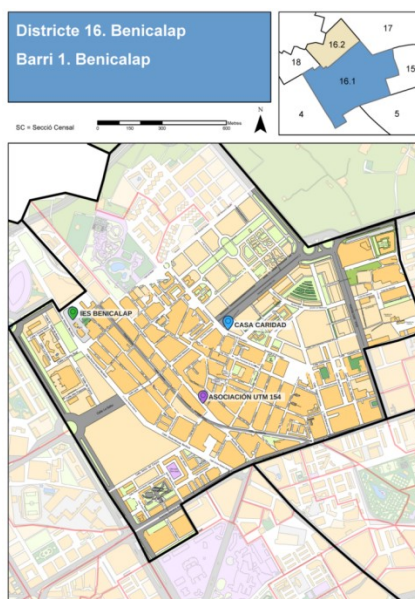 Districte 16. Benicalap
Barri 1. Benicalap
SC = Secció Censal
0
150
300
600
Metres
N
17
16.2
18
15
16.1
4
5
IES BENICALAP
CASA CARIDAD
ASOCIACIÓN UTM 154